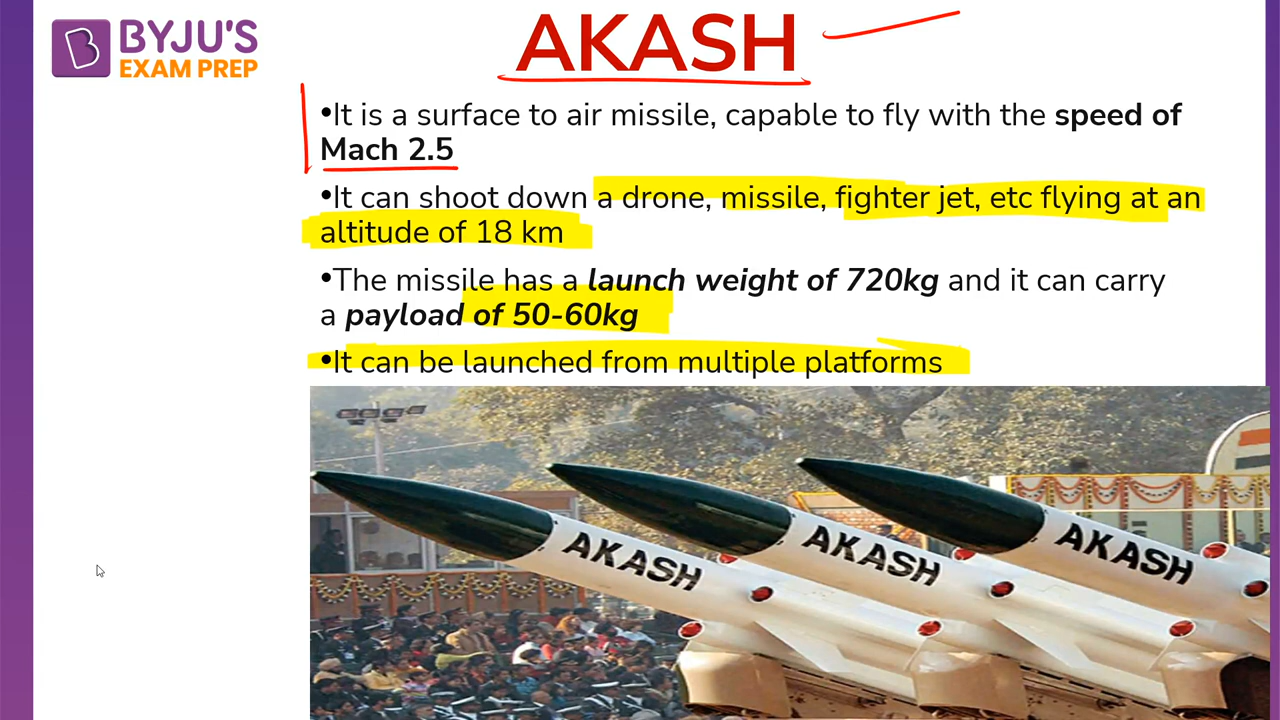 BYJU'S
EXAM PREP
AKASH
•It is a surface to air missile, capable to fly with the speed of
Mach 2.5
•It can shoot down a drone, missile, fighter jet, etc flying at an
altitude of 18 km
•The missile has a launch weight of 720kg and it can carry
a payload of 50-60kg
•It can be launched from multiple platforms
AKASH
AKASH
AKASH